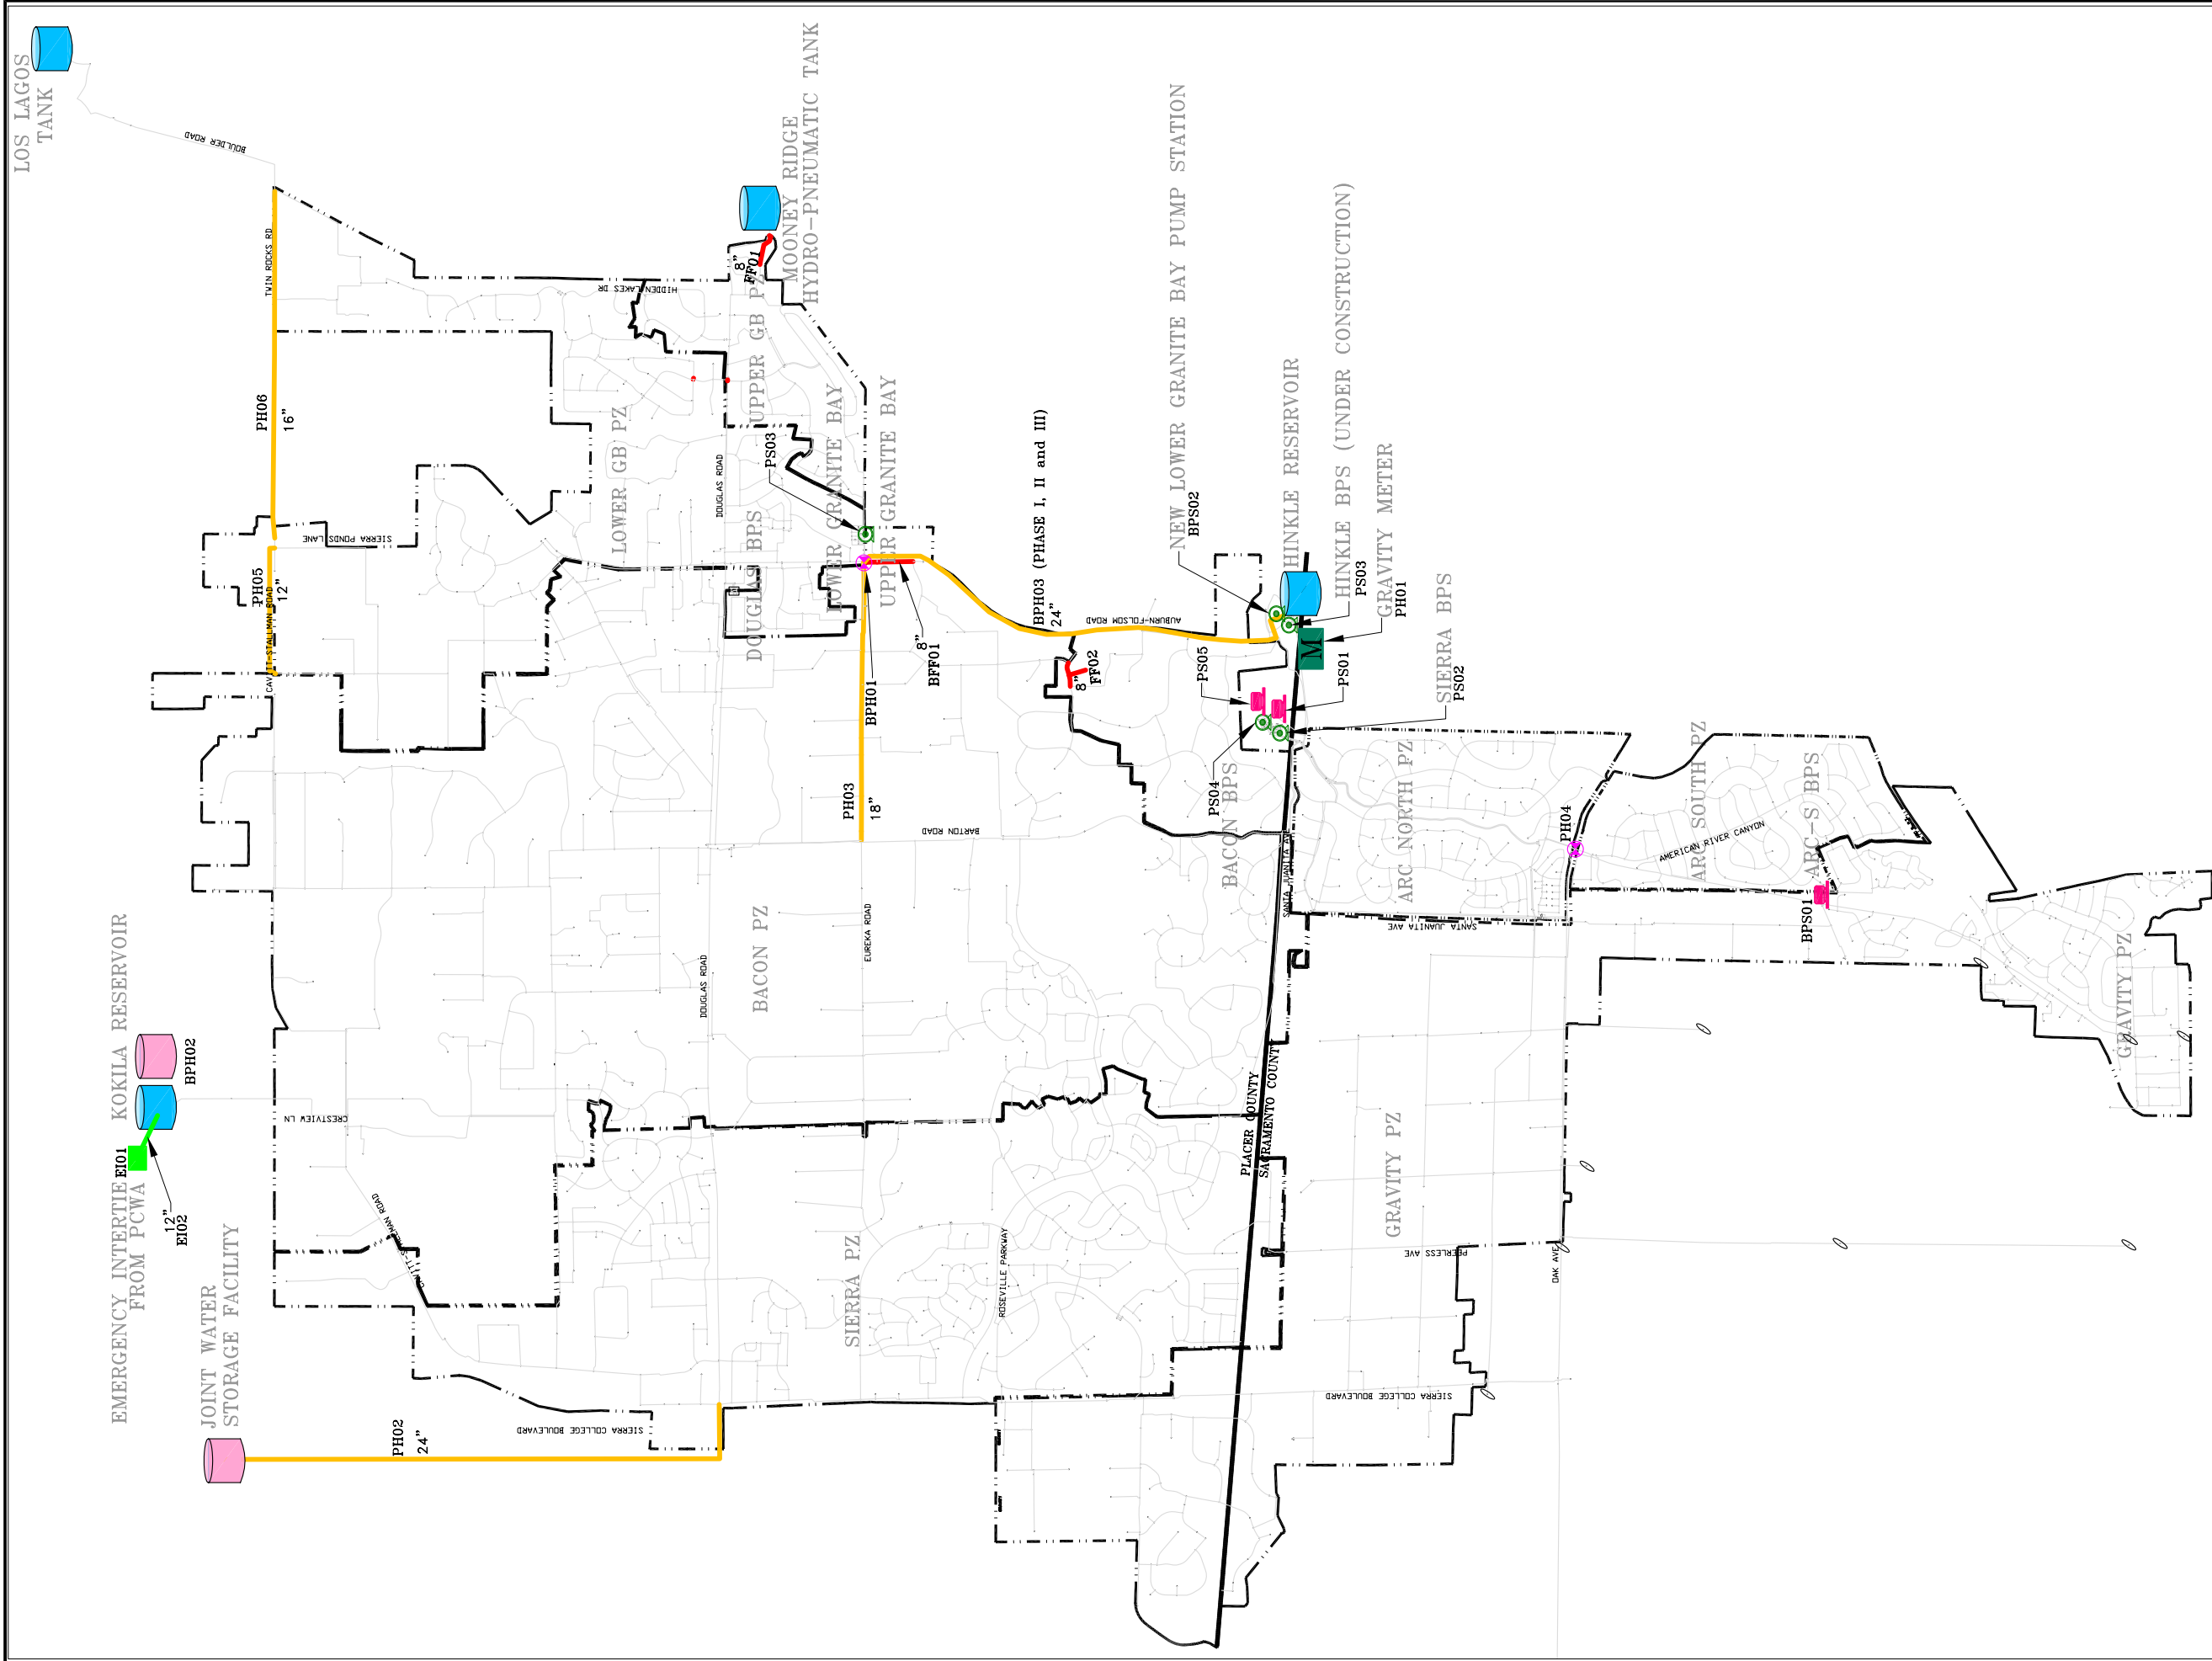 LOS LAGOS
TANK
BOULDER ROAD
TWIN ROCKS RD
PH06
16"
MOONEY RIDGE
HYDRO-PNEUMATIC TANK
8"
FF01
HIDDEN LAKES DR
UPPER GB PZ
LOWER GB PZ
DOUGLAS ROAD
PS03
LOWER GRANITE BAY
UPPER GRANITE BAY
DOUGLAS BPS
SIERRA PONDS LANE
PH05
12"
CAVITT-STALLMAN ROAD
BPH03 (PHASE I, II and III)
24"
AUBURN-FOLSOM ROAD
NEW LOWER GRANITE BAY PUMP STATION
BPS02
HINKLE RESERVOIR
HINKLE BPS (UNDER CONSTRUCTION)
PS03
GRAVITY METER
PH01
SIERRA BPS
PS02
PS01
PS05
PS04
BACON BPS
8"
FF02
8"
BFF01
BPH01
PH03
18"
BARTON ROAD
EUREKA ROAD
DOUGLAS ROAD
BACON PZ
SANTA JUANITA AVE
ARC NORTH PZ
SANTA JUANITA AVE
PH04
AMERICAN RIVER CANYON
ARC SOUTH PZ
ARC-S BPS
BPS01
GRAVITY PZ
KOKILA RESERVOIR
BPH02
EMERGENCY INTERTIE EI01
FROM PCWA
12"
EI02
CRESTVIEW LN
CAVITT-STALLMAN ROAD
JOINT WATER
STORAGE FACILITY
PH02
24"
SIERRA COLLEGE BOULEVARD
SIERRA PZ
ROSEVILLE PARKWAY
PLACER COUNTY
SACRAMENTO COUNTY
GRAVITY PZ
PEERLESS AVE
OAK AVE
SIERRA COLLEGE BOULEVARD
M